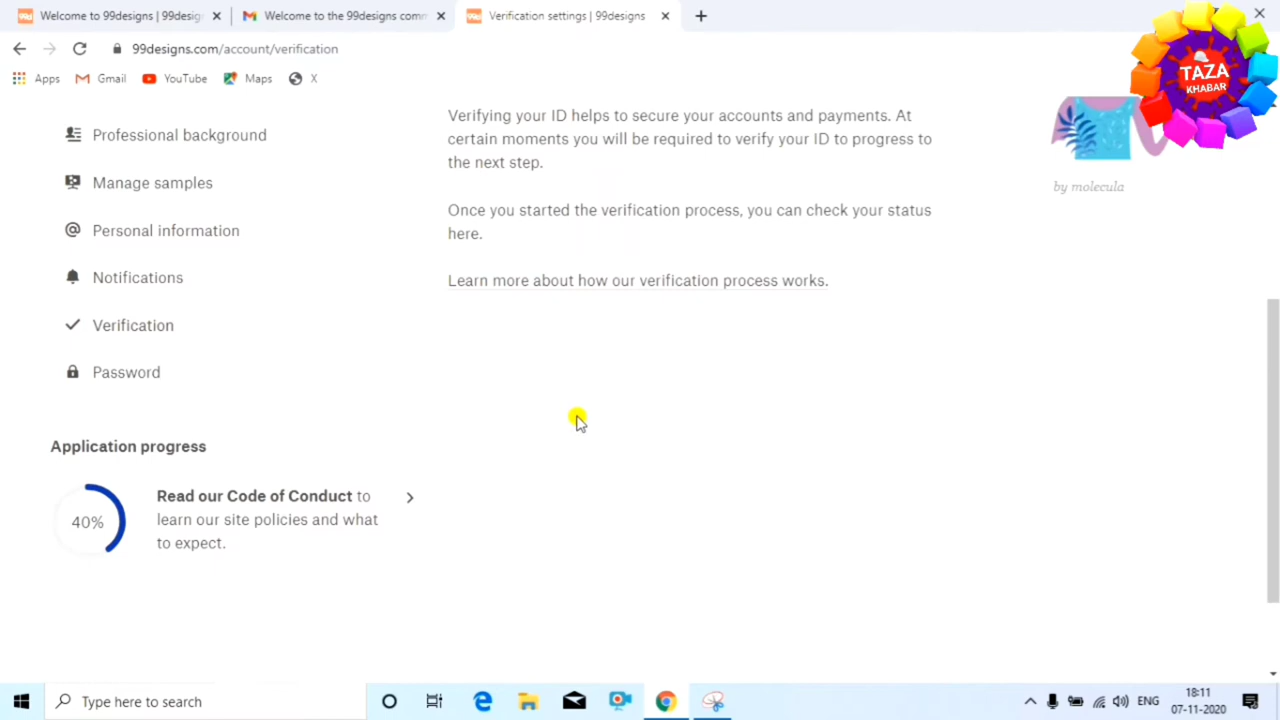 Welcome to 99designs | 99desig
Welcome to the 99designs comm
Verification settings | 99designs
99designs.com/account/verification
Apps
Gmail
YouTube
Maps
X
TAZA
KHABAR
Professional background
Manage samples
Personal information
Notifications
Verification
Password
Verifying your ID helps to secure your accounts and payments. At
certain moments you will be required to verify your ID to progress to
the next step.
Once you started the verification process, you can check your status
here.
Learn more about how our verification process works.
by molecula
Application progress
40%
Read our Code of Conduct to
learn our site policies and what
to expect.
Type here to search
ENG
18:11
07-11-2020